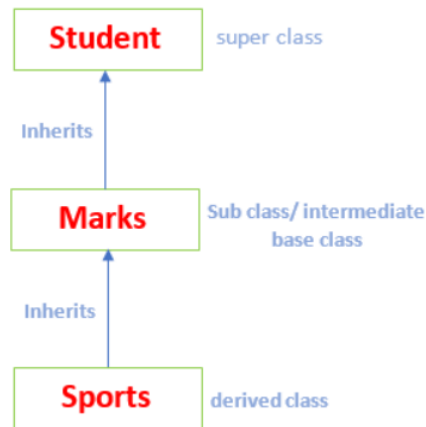 Student
super class
Inherits
Marks
Sub class/ intermediate
base class
Inherits
Sports
derived class